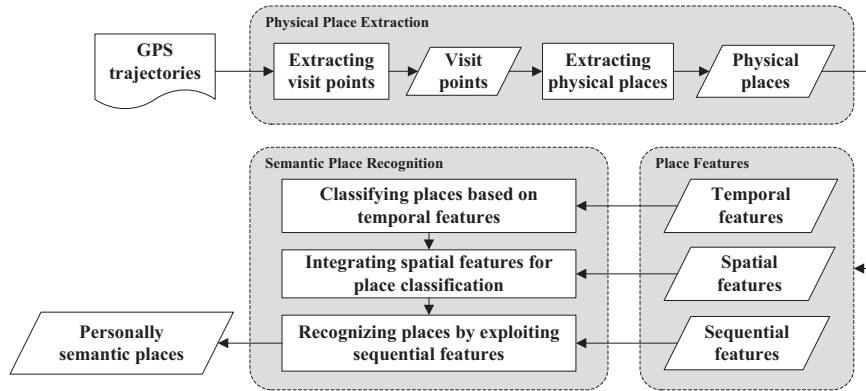 Physical Place Extraction
GPS
trajectories
Extracting
visit points
Visit
points
Extracting
physical places
Physical
places
Semantic Place Recognition
Classifying places based on
temporal features
Integrating spatial features for
place classification
Recognizing places by exploiting
sequential features
Place Features
Temporal
features
Spatial
features
Sequential
features
Personally
semantic places